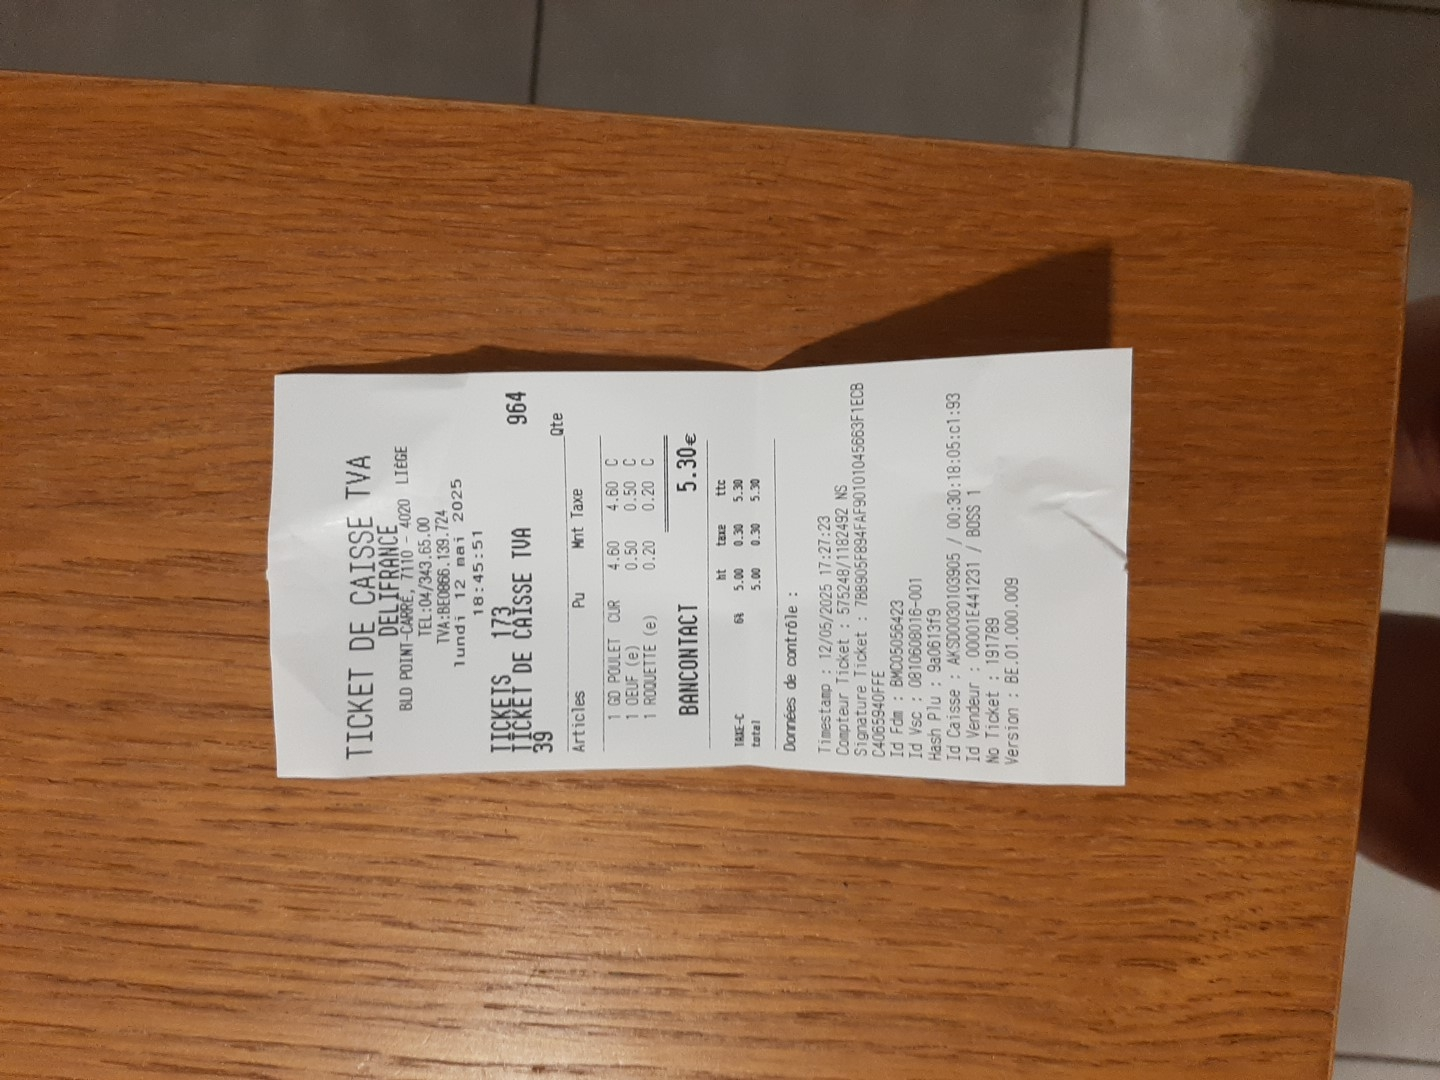 TICKET DE CAISSE TVA
DELIFRANCE
BLD POINT-CARRÉ, 7110 - 4020 LIÈGE
TEL:04/343.65.00
TVA:BE0866.139.724
lundi 12 mai 2025
18:45:51
TICKETS 173 964
TICKET DE CAISSE TVA
39
Qte
Articles Pu Mnt Taxe
1 GD POULET CUR 4.60 4.60 C
1 OEUF (e) 0.50 0.50 C
1 ROQUETTE (e) 0.20 0.20 C
BANCONTACT 5.30€
ht taxe ttc
TAXE-C 6% 5.00 0.30 5.30
total 5.00 0.30 5.30
Données de contrôle :
Timestamp : 12/05/2025 17:27:23
Compteur Ticket : 575248/1182492 NS
Signature Ticket : 7BB905F894FAF90101045663F1ECB
C4065940FFE
Id Fdm : BMC05056423
Id Vsc : 0810608016-001
Hash Plu : 9a0613f9
Id Caisse : AKSD0030103905 / 00:30:18:05:c1:93
Id Vendeur : 00001E441231 / BOSS 1
No Ticket : 191789
Version : BE.01.000.009